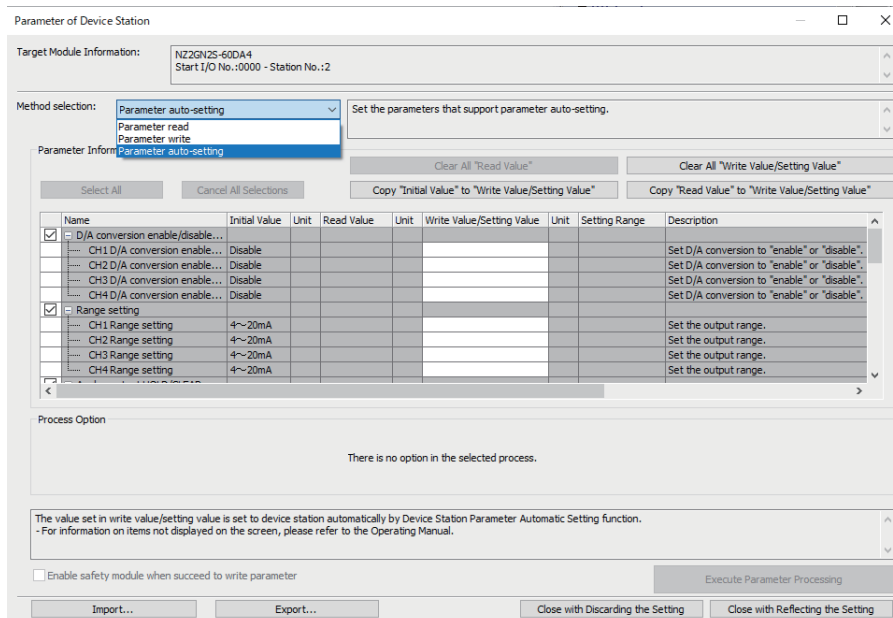 Parameter of Device Station
Target Module Information:
NZ2GN2S-60DA4
Start I/O No.:0000 - Station No.:2
Method selection:
Parameter auto-setting
Set the parameters that support parameter auto-setting.
Parameter read
Parameter write
Parameter auto-setting
Parameter Inform
Clear All "Read Value"
Clear All "Write Value/Setting Value"
Select All
Cancel All Selections
Copy "Initial Value" to "Write Value/Setting Value"
Copy "Read Value" to "Write Value/Setting Value"
Name Initial Value Unit Read Value Unit Write Value/Setting Value Unit Setting Range Description
D/A conversion enable/disable...
CH1 D/A conversion enable... Disable Set D/A conversion to "enable" or "disable".
CH2 D/A conversion enable... Disable Set D/A conversion to "enable" or "disable".
CH3 D/A conversion enable... Disable Set D/A conversion to "enable" or "disable".
CH4 D/A conversion enable... Disable Set D/A conversion to "enable" or "disable".
Range setting
CH1 Range setting 4～20mA Set the output range.
CH2 Range setting 4～20mA Set the output range.
CH3 Range setting 4～20mA Set the output range.
CH4 Range setting 4～20mA Set the output range.
Process Option
There is no option in the selected process.
The value set in write value/setting value is set to device station automatically by Device Station Parameter Automatic Setting function.
- For information on items not displayed on the screen, please refer to the Operating Manual.
Enable safety module when succeed to write parameter
Execute Parameter Processing
Import...
Export...
Close with Discarding the Setting
Close with Reflecting the Setting